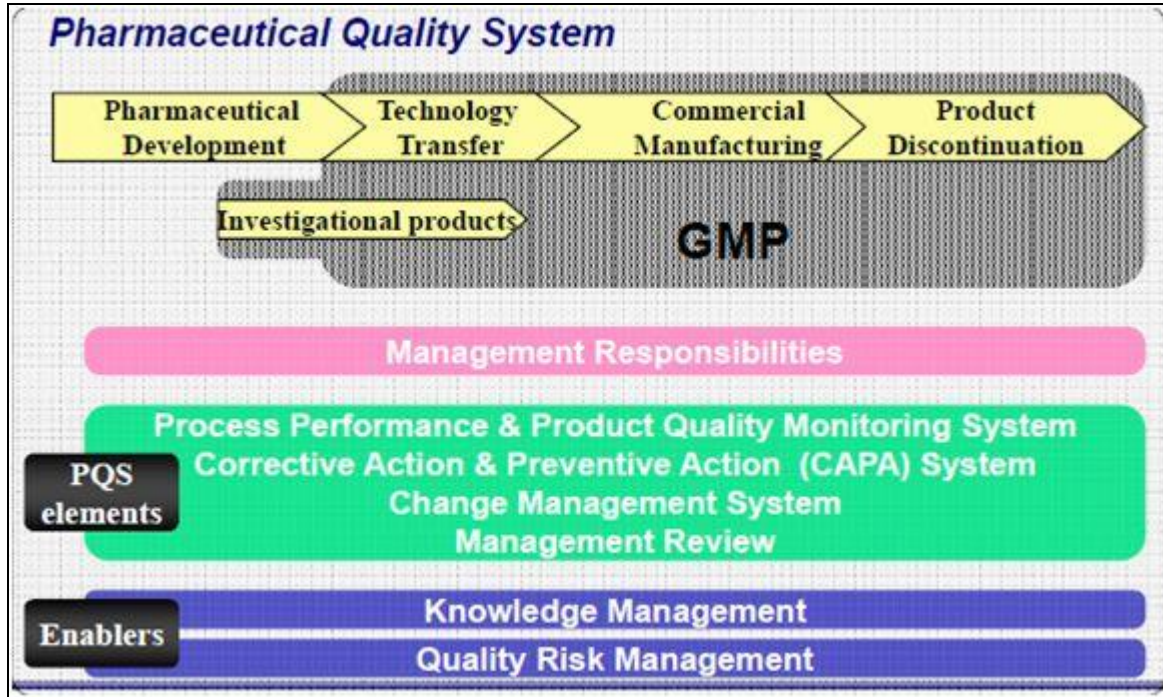 Pharmaceutical Quality System
Pharmaceutical
Development
Technology
Transfer
Commercial
Manufacturing
Product
Discontinuation
Investigational products
GMP
Management Responsibilities
PQS
elements
Process Performance & Product Quality Monitoring System
Corrective Action & Preventive Action (CAPA) System
Change Management System
Management Review
Enablers
Knowledge Management
Quality Risk Management